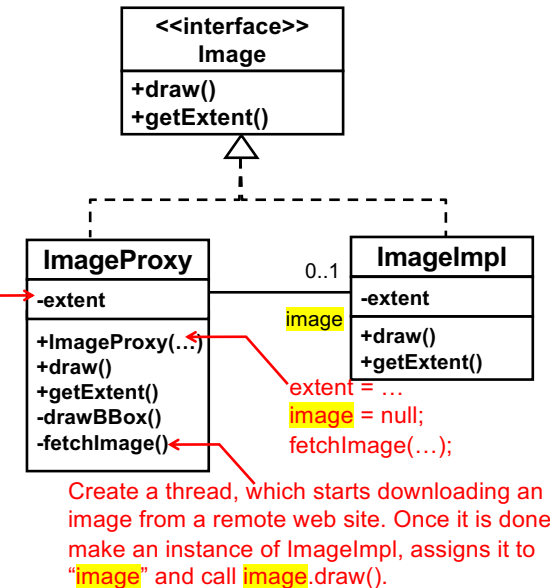 <<interface>>
Image
+draw()
+getExtent()
ImageProxy
-extent
+ImageProxy(…)
+draw()
+getExtent()
-drawBBox()
-fetchImage()
0..1
image
ImageImpl
-extent
+draw()
+getExtent()
extent = …
image = null;
fetchImage(…);
Create a thread, which starts downloading an
image from a remote web site. Once it is done
make an instance of ImageImpl, assigns it to
“image” and call image.draw().